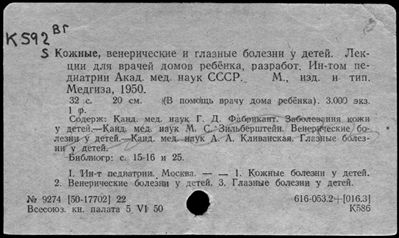 K592 Вг
S Кожные, венерические и глазные болезни у детей. Лек-
ции для врачей домов ребёнка, разработ. Ин-том пе-
диатрии Акад. мед. наук СССР. М., изд. и тип.
Медгиза, 1950.
32 с. 20 см. (В помощь врачу дома ребёнка). 3.000 экз.
1 р.
Содерж: Канд. мед. наук Г. Д. Фабрикант. Заболевания кожи
у детей.—Канд. мед. наук М. С. Зильберштейн. Венерические бо-
лезни у детей.—Канд. мед. наук А. А. Кливанская. Глазные болез-
ни у детей.
Библиогр: с. 15-16 и 25.
I. Ин-т педиатрии. Москва. — — 1. Кожные болезни у детей.
2. Венерические болезни у детей. 3. Глазные болезни у детей.
№ 9274 [50-17702] 22 616-053.2+[016.3]
Всесоюз. кн. палата 5 VI 50 К586